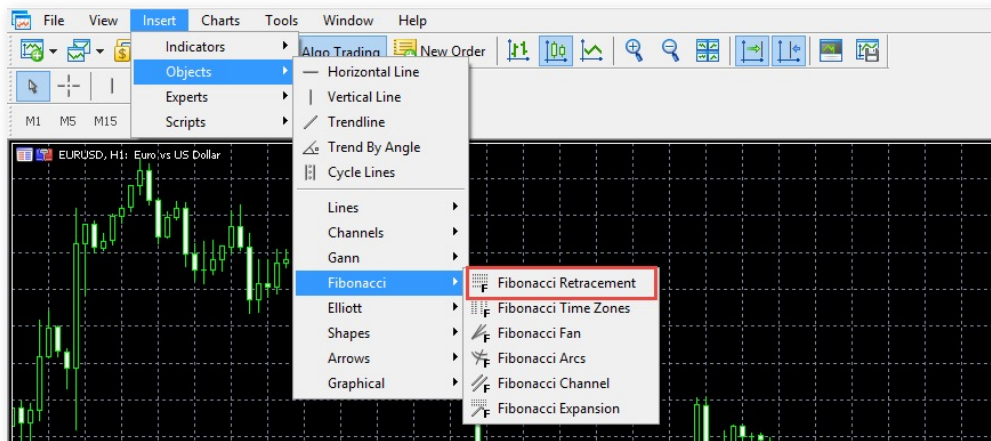 File View Insert Charts Tools Window Help
Algo Trading New Order
M1 M5 M15
EURUSD, H1: Euro vs US Dollar
Indicators
Objects
Experts
Scripts
Horizontal Line
Vertical Line
Trendline
Trend By Angle
Cycle Lines
Lines
Channels
Gann
Fibonacci
Elliott
Shapes
Arrows
Graphical
Fibonacci Retracement
Fibonacci Time Zones
Fibonacci Fan
Fibonacci Arcs
Fibonacci Channel
Fibonacci Expansion